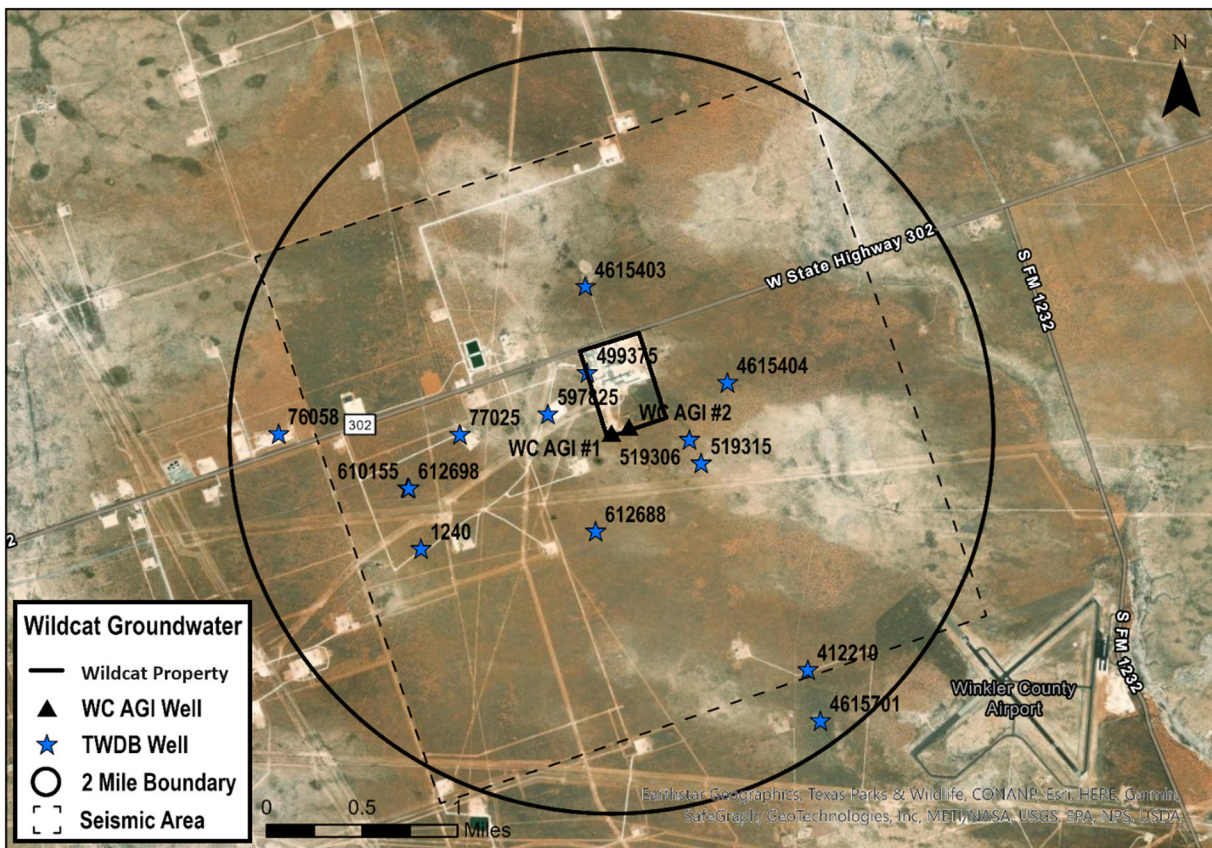 N
W State Highway 302
S FM 1232
4615403
499375
4615404
597825
76058
302
77025
WC AGI #2
WC AGI #1
519306
519315
610155
612698
612688
1240
2
412210
4615701
S FM 1232
Winkler County
Airport
Wildcat Groundwater
Wildcat Property
WC AGI Well
TWDB Well
2 Mile Boundary
Seismic Area
0
0.5
Miles
Earthstar Geographics, Texas Parks & Wildlife, CONANP, Esri, HERE, Garmin,
SafeGraph, GeoTechnologies, Inc, METI/NASA, USGS, EPA, NPS, USDA